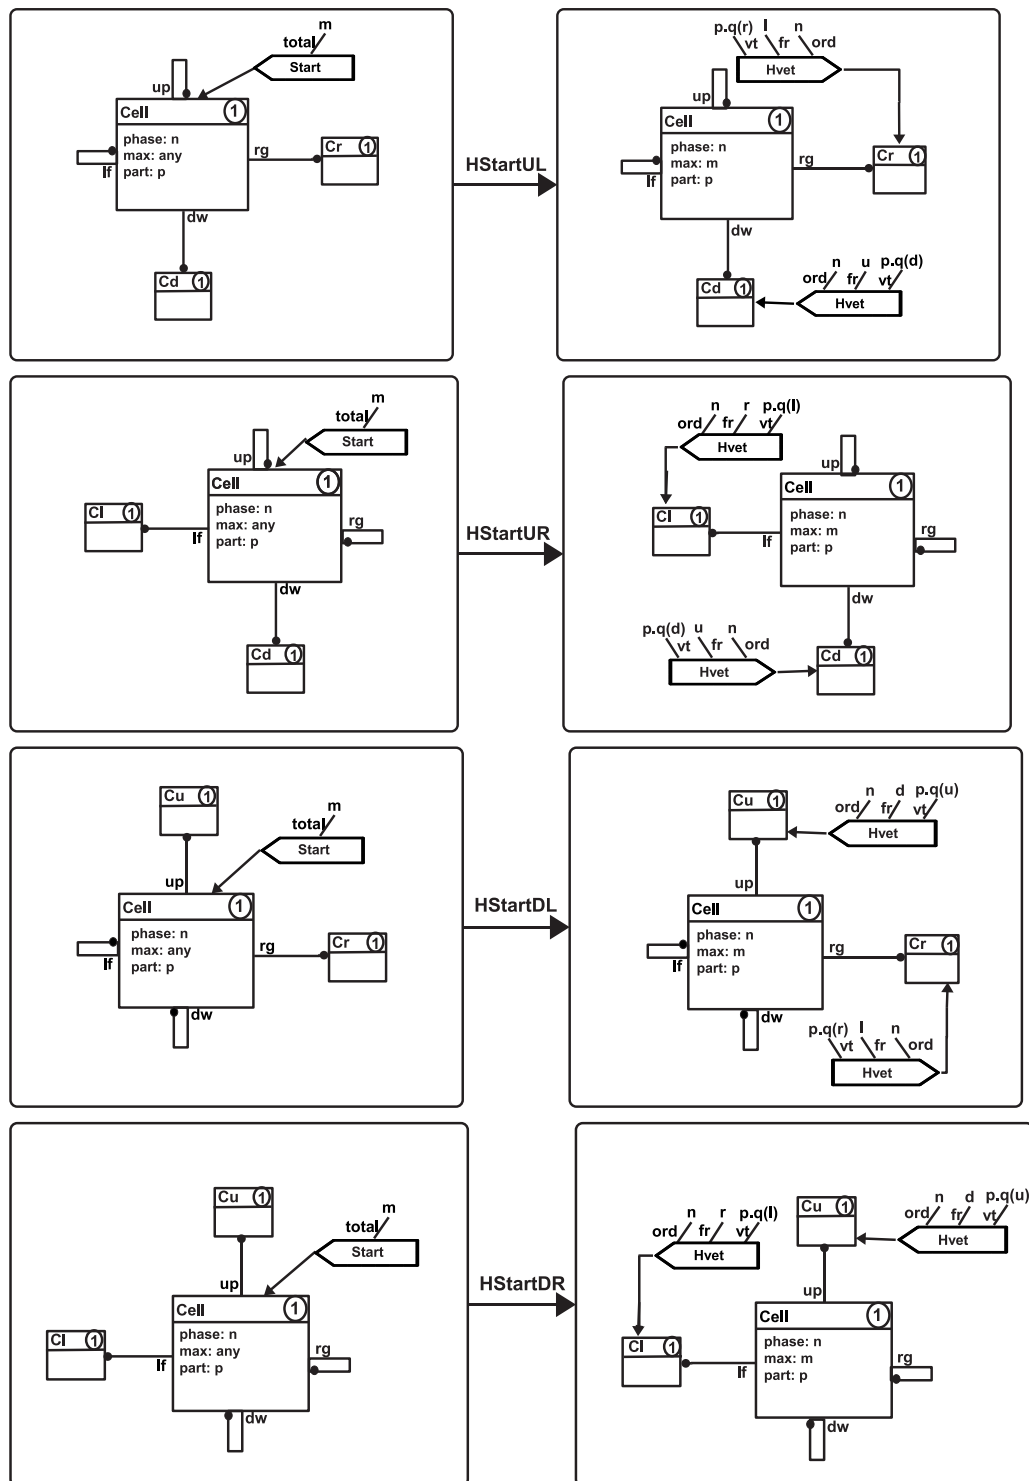 m
total
Start
up
Cell 1
phase: n
max: any
part: p
lf
rg
Cr 1
dw
Cd 1
HStartUL
p.q(r) l n
vt fr ord
Hvet
up
Cell 1
phase: n
max: m
part: p
lf
rg
Cr 1
dw
n u p.q(d)
ord fr vt
Cd 1
Hvet
m
total
Start
up
Cell 1
phase: n
max: any
part: p
Cl 1
lf
rg
dw
Cd 1
HStartUR
n r p.q(l)
ord fr vt
Hvet
up
Cell 1
phase: n
max: m
part: p
Cl 1
lf
rg
dw
p.q(d) u n
vt fr ord
Hvet
Cd 1
Cu 1
m
total
Start
up
Cell 1
phase: n
max: any
part: p
lf
rg
Cr 1
dw
HStartDL
Cu 1
n d p.q(u)
ord fr vt
Hvet
up
Cell 1
phase: n
max: m
part: p
lf
rg
Cr 1
dw
p.q(r) l n
vt fr ord
Hvet
Cu 1
m
total
Start
up
Cell 1
phase: n
max: any
part: p
Cl 1
lf
rg
dw
HStartDR
n r p.q(l)
ord fr vt
Hvet
Cu 1
n d p.q(u)
ord fr vt
Hvet
up
Cell 1
phase: n
max: m
part: p
Cl 1
lf
rg
dw